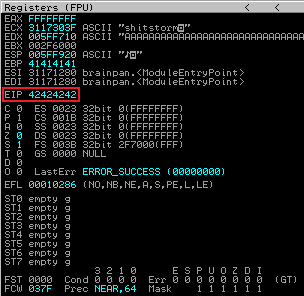 Registers (FPU) < <
EAX FFFFFFFF
ECX 3117303F ASCII "shitstorm
EDX 005FF710 ASCII "AAAAAAAAAAAAAAAAAAAAAAAAAAAA
EBX 002F6000
ESP 005FF920 ASCII "♪
EBP 41414141
ESI 31171280 brainpan.<ModuleEntryPoint>
EDI 31171280 brainpan.<ModuleEntryPoint>
EIP 42424242
C 0 ES 0023 32bit 0(FFFFFFFF)
P 1 CS 001B 32bit 0(FFFFFFFF)
A 0 SS 0023 32bit 0(FFFFFFFF)
Z 0 DS 0023 32bit 0(FFFFFFFF)
S 1 FS 003B 32bit 2F7000(FFF)
T 0 GS 0000 NULL
D 0
O 0 LastErr ERROR_SUCCESS (00000000)
EFL 00010286 (NO,NB,NE,A,S,PE,L,LE)
ST0 empty g
ST1 empty g
ST2 empty g
ST3 empty g
ST4 empty g
ST5 empty g
ST6 empty g
ST7 empty g
3 2 1 0 E S P U O Z D I
FST 0000 Cond 0 0 0 0 Err 0 0 0 0 0 0 0 0 (GT)
FCW 037F Prec NEAR,64 Mask 1 1 1 1 1 1